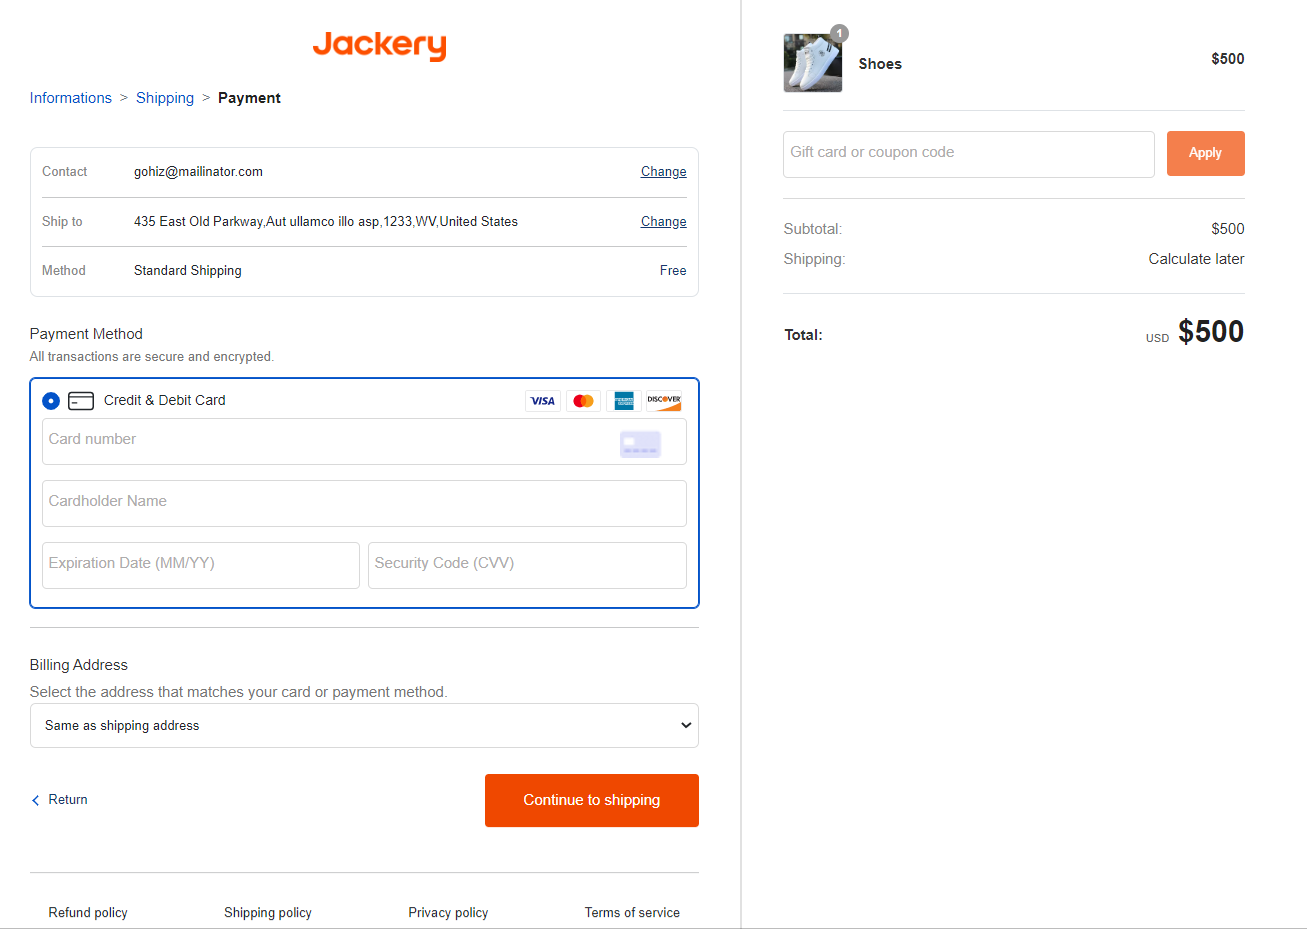 Jackery
Informations > Shipping > Payment
Contact gohiz@mailinator.com Change
Ship to 435 East Old Parkway,Aut ullamco illo asp,1233,WV,United States Change
Method Standard Shipping Free
Payment Method
All transactions are secure and encrypted.
Credit & Debit Card VISA DISCOVER
Card number
Cardholder Name
Expiration Date (MM/YY) Security Code (CVV)
Billing Address
Select the address that matches your card or payment method.
Same as shipping address
Return Continue to shipping
Refund policy Shipping policy Privacy policy Terms of service
1
Shoes $500
Gift card or coupon code Apply
Subtotal: $500
Shipping: Calculate later
Total: USD $500